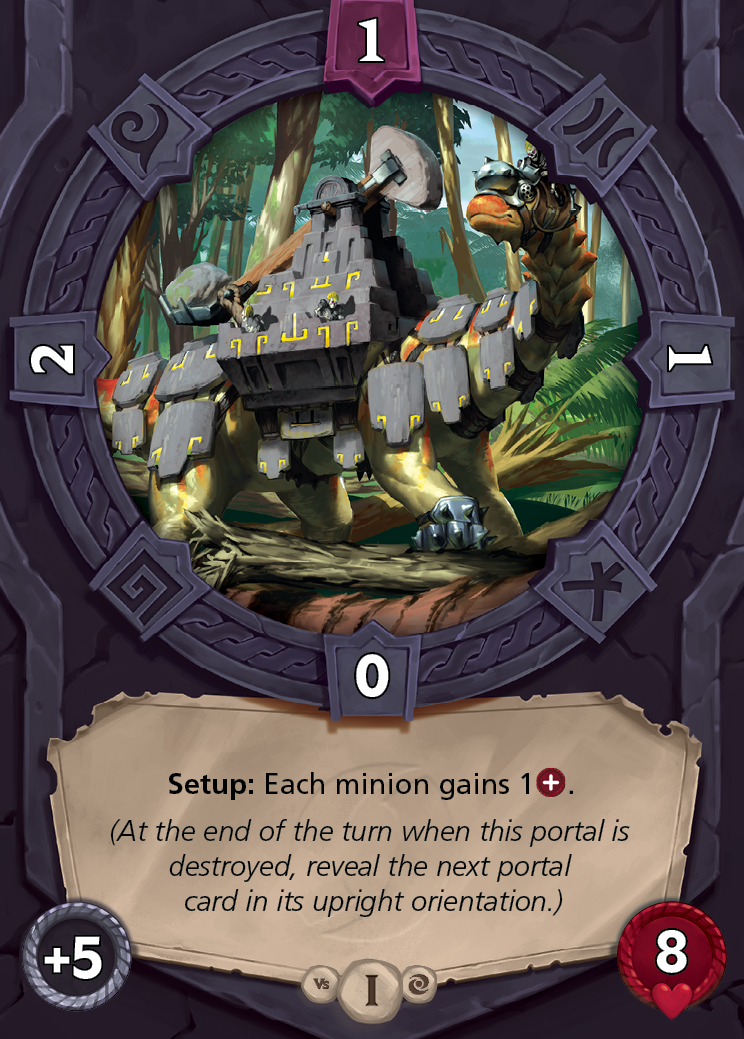 1
2
1
0
Setup: Each minion gains 1+.
(At the end of the turn when this portal is
destroyed, reveal the next portal
card in its upright orientation.)
+5
8
VS I